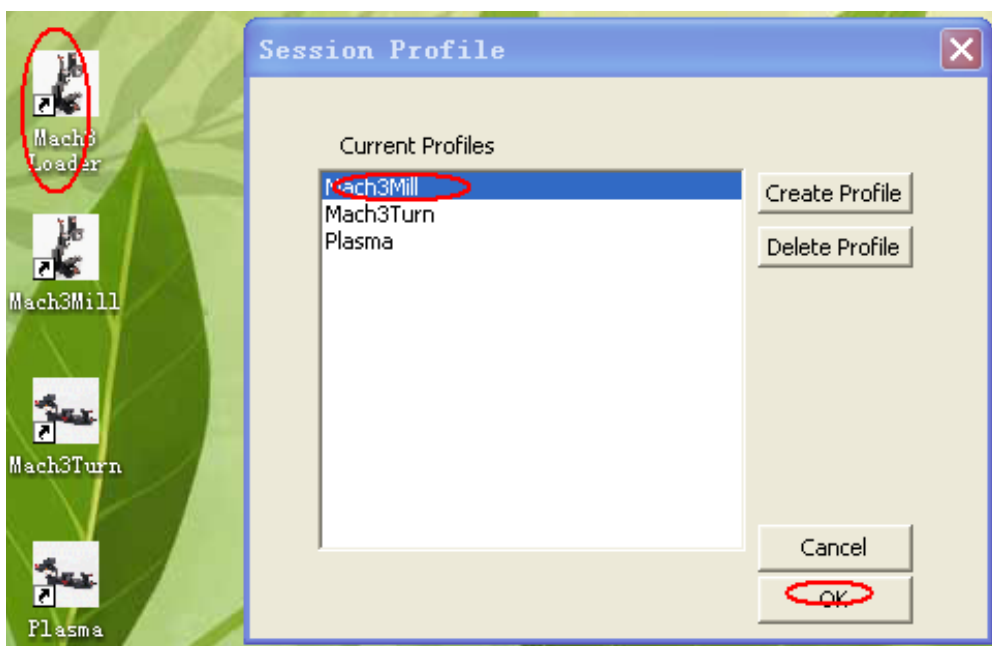 Mach3
Loader
Mach3Mill
Mach3Turn
Plasma
Session Profile
Current Profiles
Mach3Mill
Mach3Turn
Plasma
Create Profile
Delete Profile
Cancel
OK